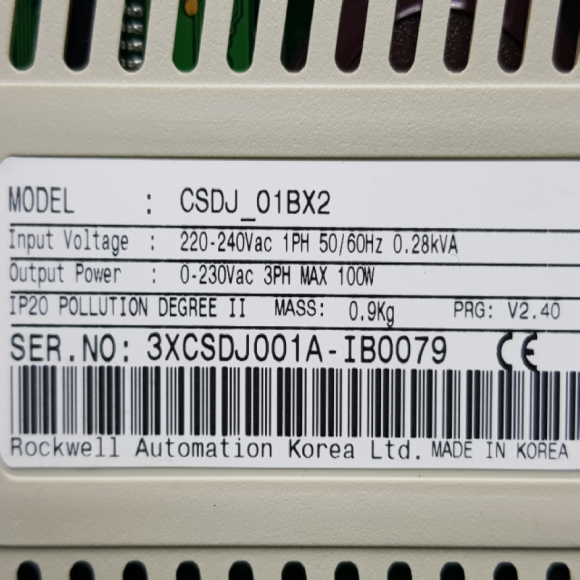 MODEL : CSDJ_01BX2
Input Voltage : 220-240Vac 1PH 50/60Hz 0.28kVA
Output Power : 0-230Vac 3PH MAX 100W
IP20 POLLUTION DEGREE II MASS: 0.9Kg PRG: V2.40
SER.NO: 3XCSDJ001A-IB0079 CE
Rockwell Automation Korea Ltd. MADE IN KOREA